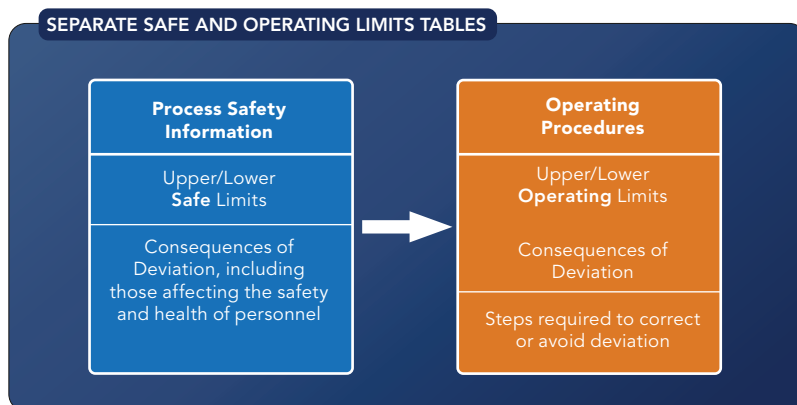 SEPARATE SAFE AND OPERATING LIMITS TABLES
Process Safety
Information
Upper/Lower
Safe Limits
Consequences of
Deviation, including
those affecting the safety
and health of personnel
Operating
Procedures
Upper/Lower
Operating Limits
Consequences of
Deviation
Steps required to correct
or avoid deviation